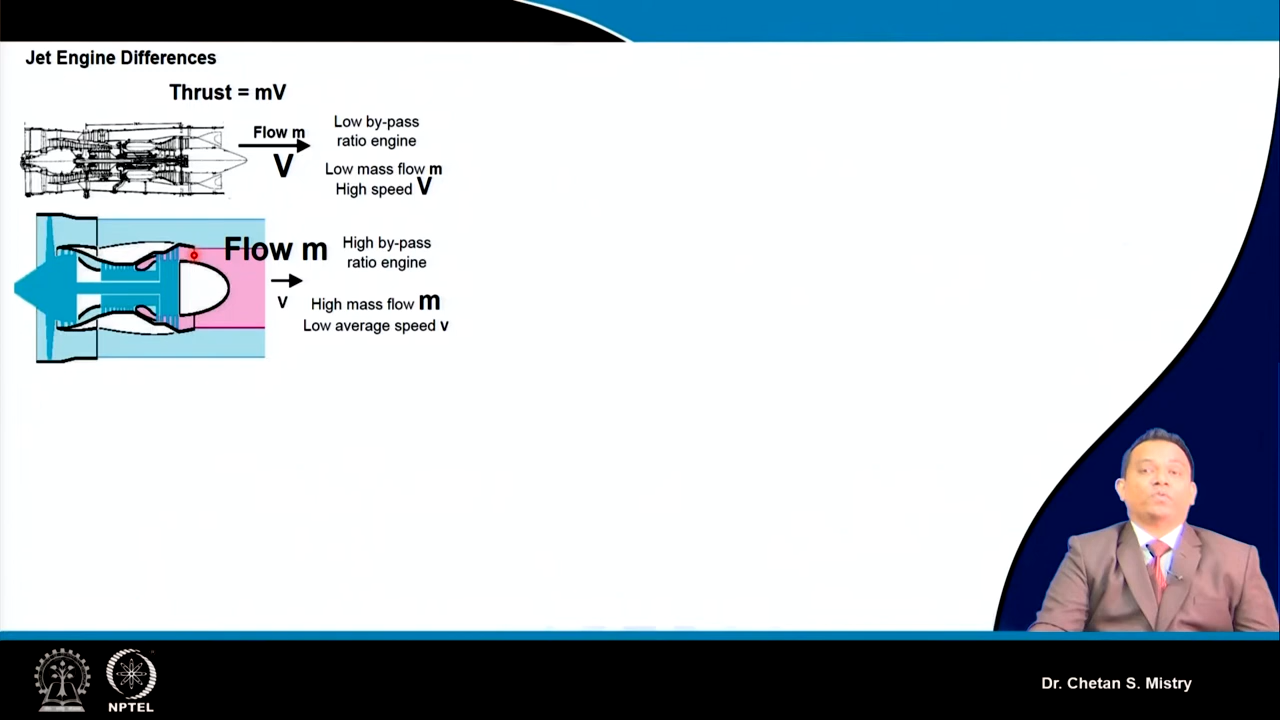 Jet Engine Differences
Thrust = mV
Flow m
V
Low by-pass
ratio engine
Low mass flow m
High speed V
Flow m
v
High by-pass
ratio engine
High mass flow m
Low average speed v
NPTEL
Dr. Chetan S. Mistry